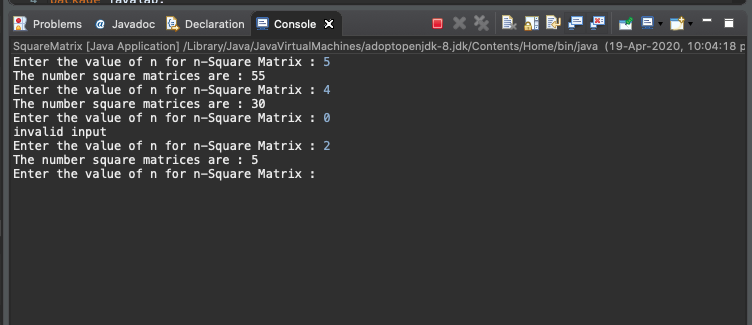 4 package javalab;
Problems @ Javadoc Declaration Console
SquareMatrix [Java Application] /Library/Java/JavaVirtualMachines/adoptopenjdk-8.jdk/Contents/Home/bin/java (19-Apr-2020, 10:04:18 p
Enter the value of n for n-Square Matrix : 5
The number square matrices are : 55
Enter the value of n for n-Square Matrix : 4
The number square matrices are : 30
Enter the value of n for n-Square Matrix : 0
invalid input
Enter the value of n for n-Square Matrix : 2
The number square matrices are : 5
Enter the value of n for n-Square Matrix :